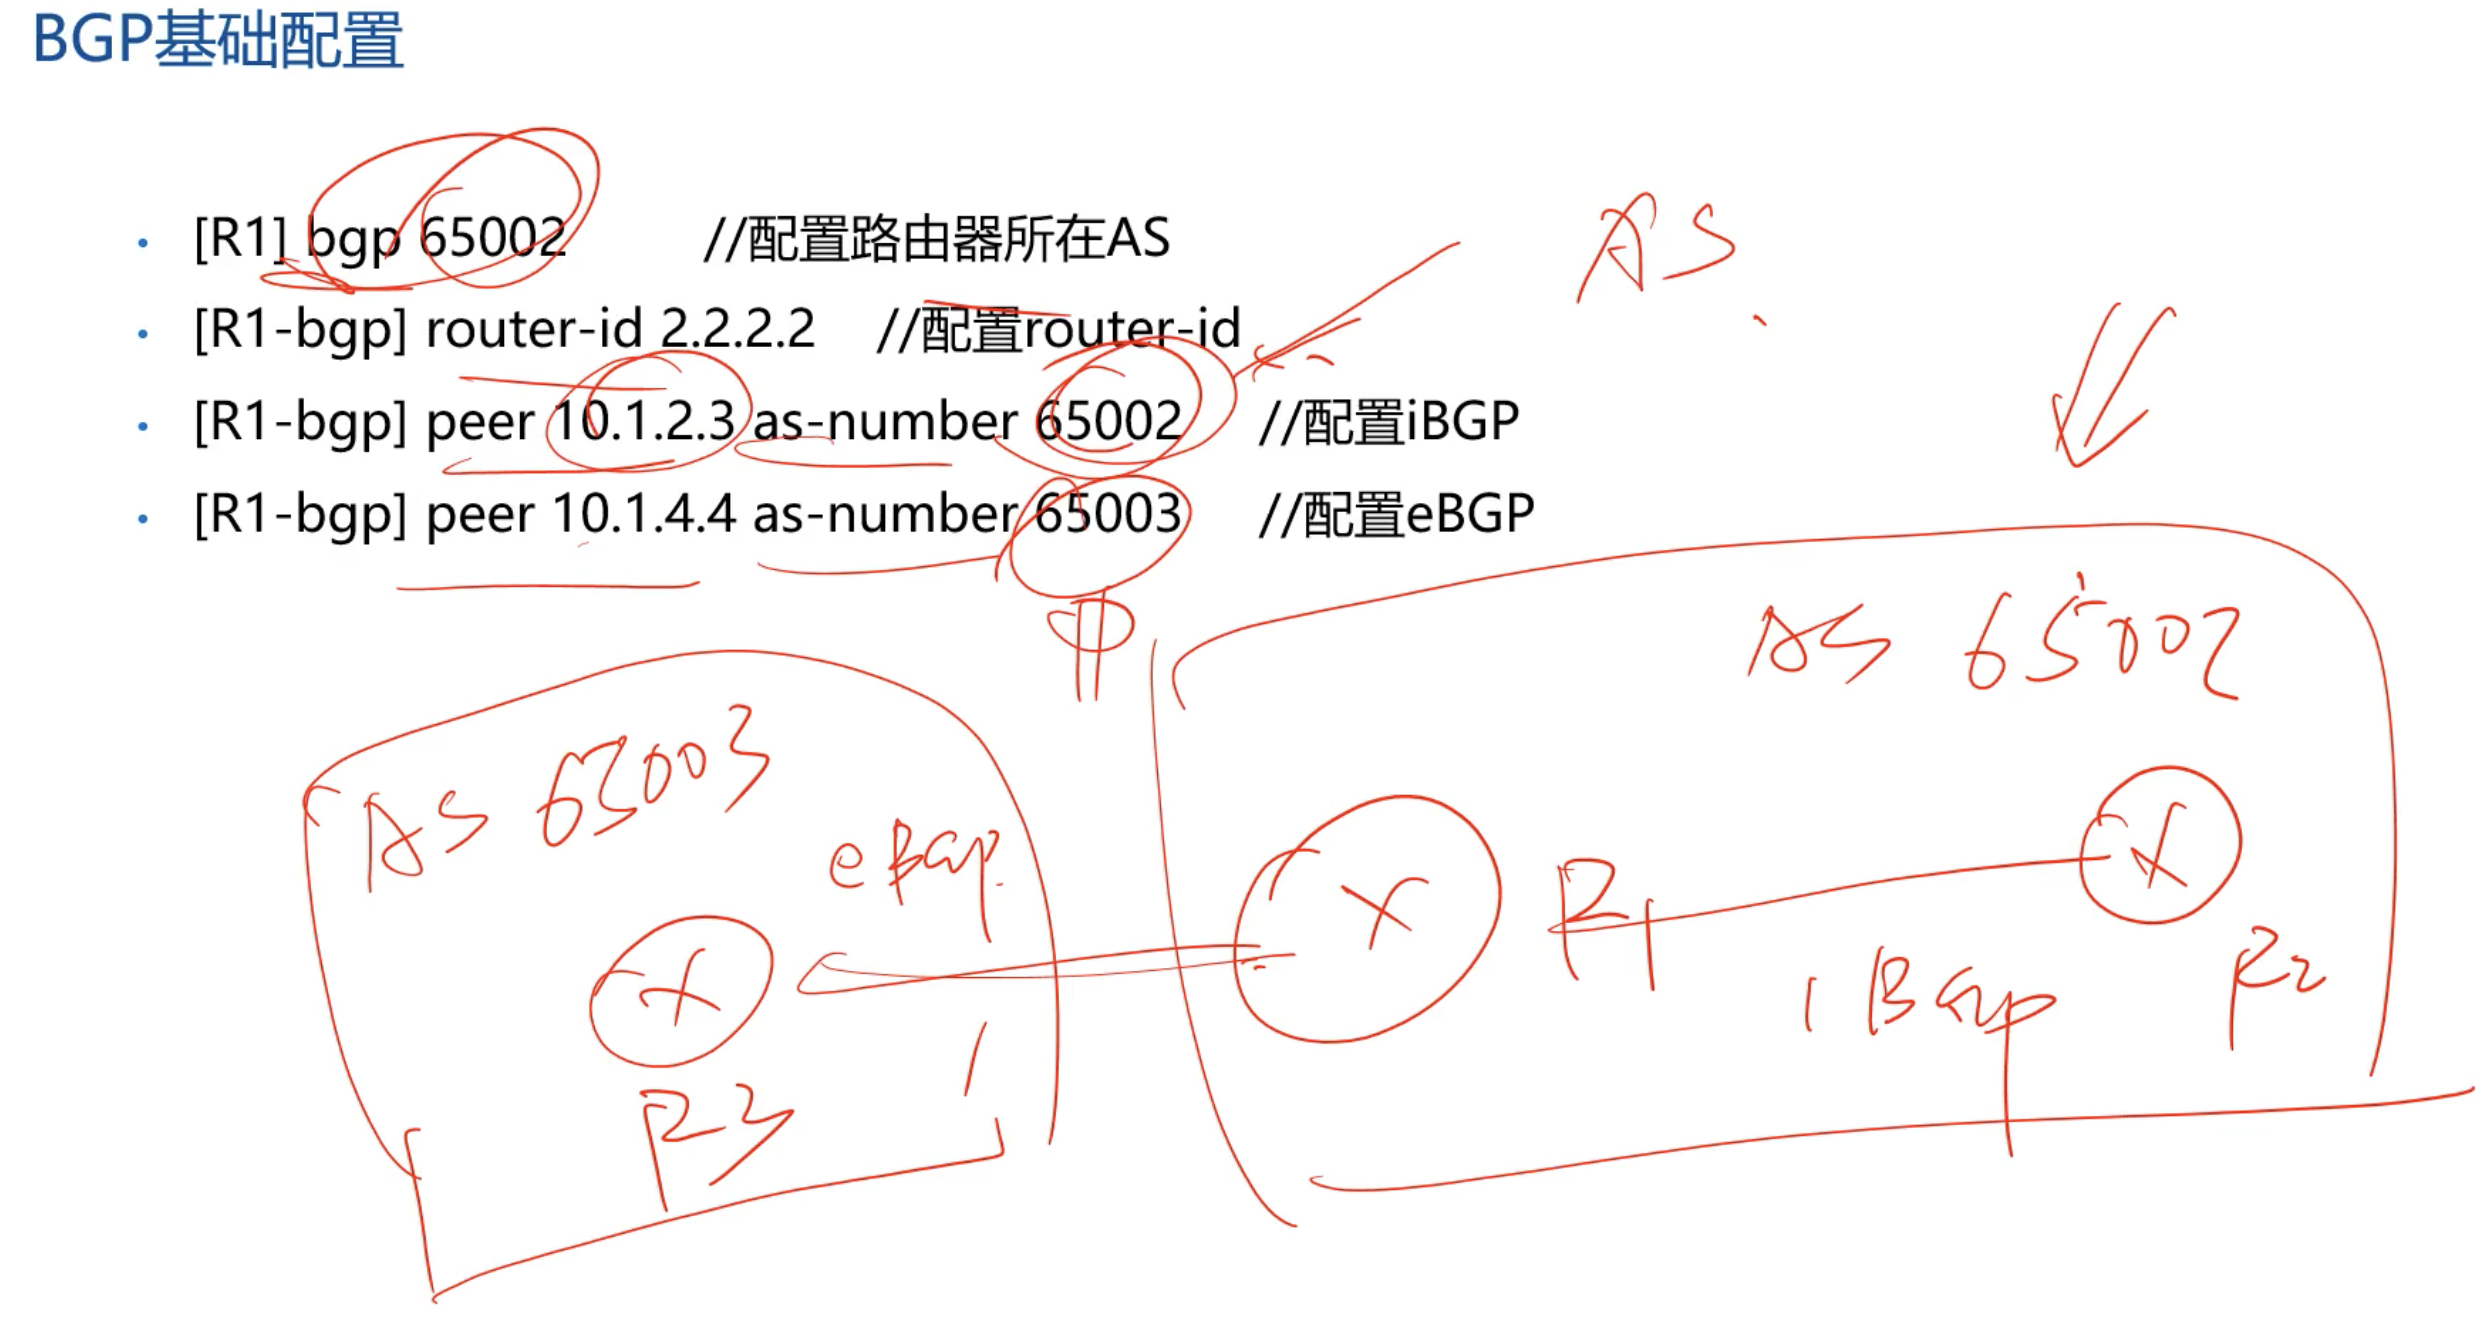 BGP基础配置
[R1] bgp 65002 //配置路由器所在AS
[R1-bgp] router-id 2.2.2.2 //配置router-id
[R1-bgp] peer 10.1.2.3 as-number 65002 //配置iBGP
[R1-bgp] peer 10.1.4.4 as-number 65003 //配置eBGP
AS
AS 65002
AS 65003
eBGP
R1
iBGP
R2
R3